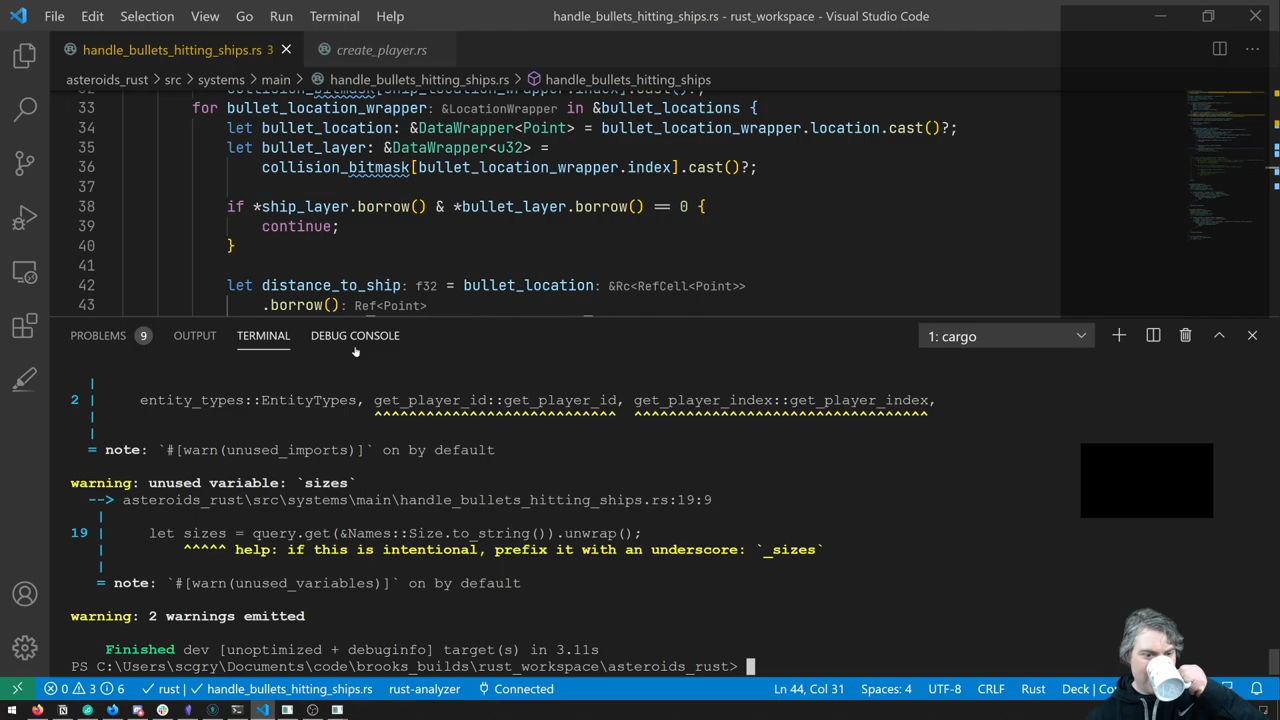 File Edit Selection View Go Run Terminal Help handle_bullets_hitting_ships.rs - rust_workspace - Visual Studio Code
handle_bullets_hitting_ships.rs 3 create_player.rs
asteroids_rust > src > systems > main > handle_bullets_hitting_ships.rs > handle_bullets_hitting_ships
33 for bullet_location_wrapper: &LocationWrapper in &bullet_locations {
34 let bullet_location: &DataWrapper<Point> = bullet_location_wrapper.location.cast()?;
35 let bullet_layer: &DataWrapper<u32> =
36 collision_bitmask[bullet_location_wrapper.index].cast()?;
37
38 if *ship_layer.borrow() & *bullet_layer.borrow() == 0 {
39 continue;
40 }
41
42 let distance_to_ship: f32 = bullet_location: &Rc<RefCell<Point>>
43 .borrow(): Ref<Point>
PROBLEMS 9 OUTPUT TERMINAL DEBUG CONSOLE 1: cargo
|
2 | entity_types::EntityTypes, get_player_id::get_player_id, get_player_index::get_player_index,
| ^^^^^^^^^^^^^^^^^^^^^^^^^^^^ ^^^^^^^^^^^^^^^^^^^^^^^^^^^^^^^^^^
|
= note: `#[warn(unused_imports)]` on by default
warning: unused variable: `sizes`
--> asteroids_rust\src\systems\main\handle_bullets_hitting_ships.rs:19:9
|
19 | let sizes = query.get(&Names::Size.to_string()).unwrap();
| ^^^^^ help: if this is intentional, prefix it with an underscore: `_sizes`
|
= note: `#[warn(unused_variables)]` on by default
warning: 2 warnings emitted
Finished dev [unoptimized + debuginfo] target(s) in 3.11s
PS C:\Users\scgry\Documents\code\brooks_builds\rust_workspace\asteroids_rust>
0 3 6 rust handle_bullets_hitting_ships.rs rust-analyzer Connected Ln 44, Col 31 Spaces: 4 UTF-8 CRLF Rust